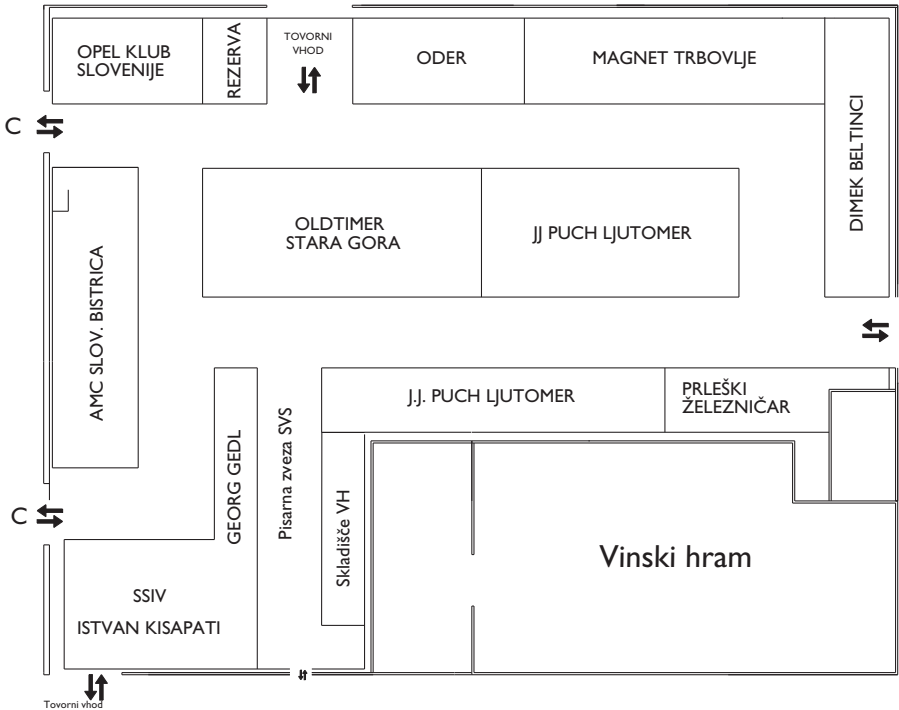 OPEL KLUB
SLOVENIJE
REZERVA
TOVORNI
VHOD
ODER
MAGNET TRBOVLJE
DIMEK BELTINCI
C
OLDTIMER
STARA GORA
JJ PUCH LJUTOMER
AMC SLOV. BISTRICA
J.J. PUCH LJUTOMER
PRLEŠKI
ŽELEZNIČAR
GEORG GEDL
Pisarna zveza SVS
Skladišče VH
C
Vinski hram
SSIV
ISTVAN KISAPATI
Tovorni vhod